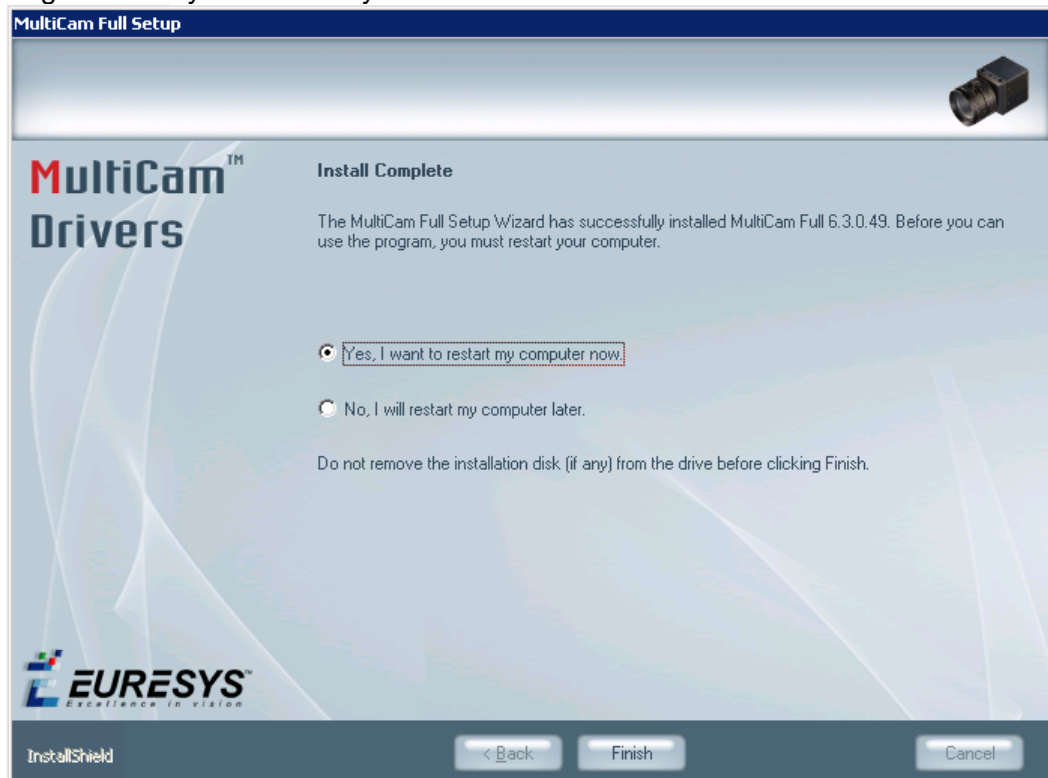 MultiCam Full Setup
MultiCam™
Drivers
Install Complete
The MultiCam Full Setup Wizard has successfully installed MultiCam Full 6.3.0.49. Before you can
use the program, you must restart your computer.
Yes, I want to restart my computer now.
No, I will restart my computer later.
Do not remove the installation disk (if any) from the drive before clicking Finish.
EURESYS™
Excellence in vision
InstallShield
< Back
Finish
Cancel